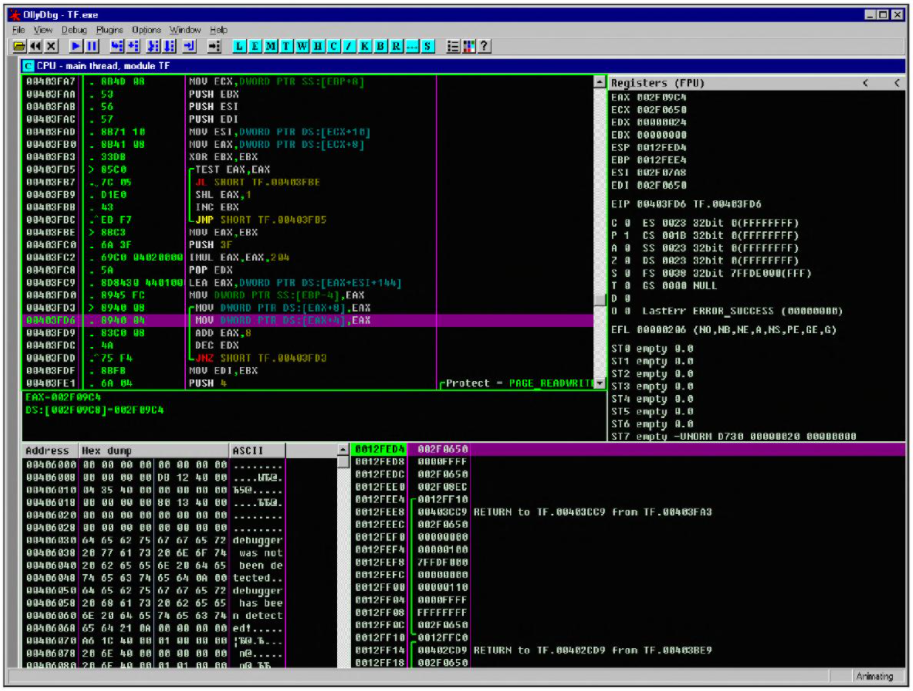 OllyDbg - TF.exe
File View Debug Plugins Options Window Help
L E M T W H C / K B R ... S ?
C CPU - main thread, module TF
00403FA7 . 8B4D 08 MOV ECX,DWORD PTR SS:[EBP+8]
00403FAA . 53 PUSH EBX
00403FAB . 56 PUSH ESI
00403FAC . 57 PUSH EDI
00403FAD . 8B71 10 MOV ESI,DWORD PTR DS:[ECX+10]
00403FB0 . 8B41 08 MOV EAX,DWORD PTR DS:[ECX+8]
00403FB3 . 33DB XOR EBX,EBX
00403FB5 > 85C0 TEST EAX,EAX
00403FB7 . 7C 05 JL SHORT TF.00403FBE
00403FB9 . D1E0 SHL EAX,1
00403FBB . 43 INC EBX
00403FBC .^EB F7 JMP SHORT TF.00403FB5
00403FBE > 8BC3 MOV EAX,EBX
00403FC0 . 6A 3F PUSH 3F
00403FC2 . 69C0 04020000 IMUL EAX,EAX,204
00403FC8 . 5A POP EDX
00403FC9 . 8D8430 440100 LEA EAX,DWORD PTR DS:[EAX+ESI+144]
00403FD0 . 8945 FC MOV DWORD PTR SS:[EBP-4],EAX
00403FD3 > 8940 08 MOV DWORD PTR DS:[EAX+8],EAX
00403FD6 . 8940 04 MOV DWORD PTR DS:[EAX+4],EAX
00403FD9 . 83C0 08 ADD EAX,8
00403FDC . 4A DEC EDX
00403FDD .^75 F4 JNZ SHORT TF.00403FD3
00403FDF . 8BFB MOV EDI,EBX
00403FE1 . 6A 04 PUSH 4 Protect = PAGE_READWRITE
EAX=002F09C4
DS:[002F09C8]=002F09C4
Registers (FPU) < <
EAX 002F09C4
ECX 002F0650
EDX 00000024
EBX 00000000
ESP 0012FED4
EBP 0012FEE4
ESI 002F07A8
EDI 002F0650
EIP 00403FD6 TF.00403FD6
C 0 ES 0023 32bit 0(FFFFFFFF)
P 1 CS 001B 32bit 0(FFFFFFFF)
A 0 SS 0023 32bit 0(FFFFFFFF)
Z 0 DS 0023 32bit 0(FFFFFFFF)
S 0 FS 0038 32bit 7FFDE000(FFF)
T 0 GS 0000 NULL
D 0
O 0 LastErr ERROR_SUCCESS (00000000)
EFL 00000206 (NO,NB,NE,A,NS,PE,GE,G)
ST0 empty 0.0
ST1 empty 0.0
ST2 empty 0.0
ST3 empty 0.0
ST4 empty 0.0
ST5 empty 0.0
ST6 empty 0.0
ST7 empty -UNORM D730 00000020 00000000
Address Hex dump ASCII
00406000 00 00 00 00 00 00 00 00 ........
00406008 00 00 00 00 DB 12 40 00
00406010 04 35 40 00 00 00 00 00
00406018 00 00 00 00 80 13 40 00
00406020 00 00 00 00 00 00 00 00 ........
00406028 00 00 00 00 00 00 00 00 ........
00406030 64 65 62 75 67 67 65 72 debugger
00406038 20 77 61 73 20 6E 6F 74 was not
00406040 20 62 65 65 6E 20 64 65 been de
00406048 74 65 63 74 65 64 0A 00 tected..
00406050 64 65 62 75 67 67 65 72 debugger
00406058 20 68 61 73 20 62 65 65 has bee
00406060 6E 20 64 65 74 65 63 74 n detect
00406068 65 64 21 0A 00 00 00 00 ed!.....
00406070 A6 1C 40 00 01 00 00 00
00406078 20 6E 40 00 00 00 00 00 n@.....
00406080 20 6E 40 00 01 01 00 00
0012FED4 002F0650
0012FED8 0000FFFF
0012FEDC 002F0650
0012FEE0 002F08EC
0012FEE4 0012FF10
0012FEE8 00403CC9 RETURN to TF.00403CC9 from TF.00403FA3
0012FEEC 002F0650
0012FEF0 00000000
0012FEF4 00000100
0012FEF8 7FFDF000
0012FEFC 00000000
0012FF00 00000110
0012FF04 0000FFFF
0012FF08 FFFFFFFF
0012FF0C 002F0650
0012FF10 0012FFC0
0012FF14 00402CD9 RETURN to TF.00402CD9 from TF.00403BE9
0012FF18 002F0650
Animating